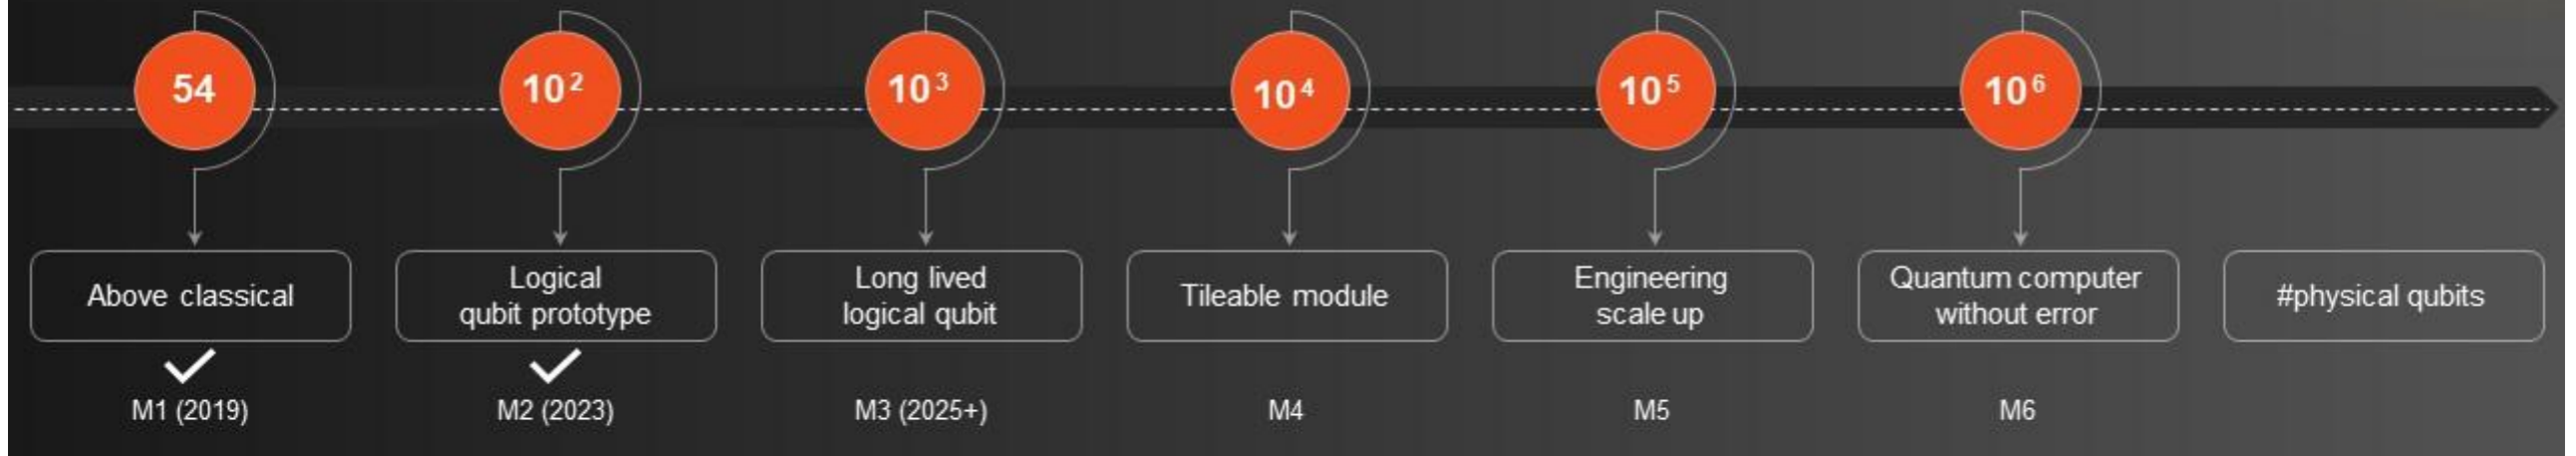 54
10²
10³
10⁴
10⁵
10⁶
Above classical
Logical
qubit prototype
Long lived
logical qubit
Tileable module
Engineering
scale up
Quantum computer
without error
#physical qubits
M1 (2019)
M2 (2023)
M3 (2025+)
M4
M5
M6